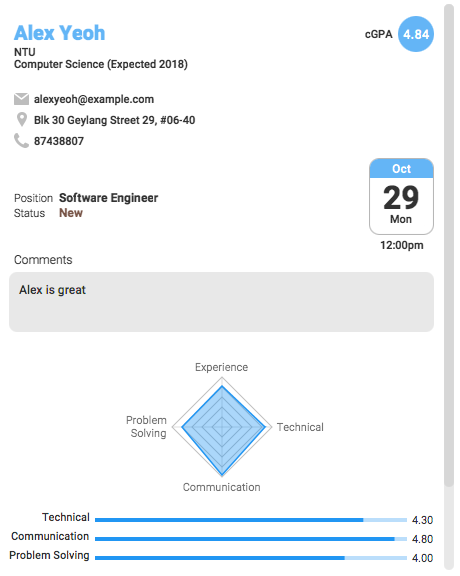 Alex Yeoh
cGPA 4.84
NTU
Computer Science (Expected 2018)
alexyeoh@example.com
Blk 30 Geylang Street 29, #06-40
87438807
Oct
29
Mon
12:00pm
Position Software Engineer
Status New
Comments
Alex is great
Experience
Problem
Solving
Technical
Communication
Technical 4.30
Communication 4.80
Problem Solving 4.00